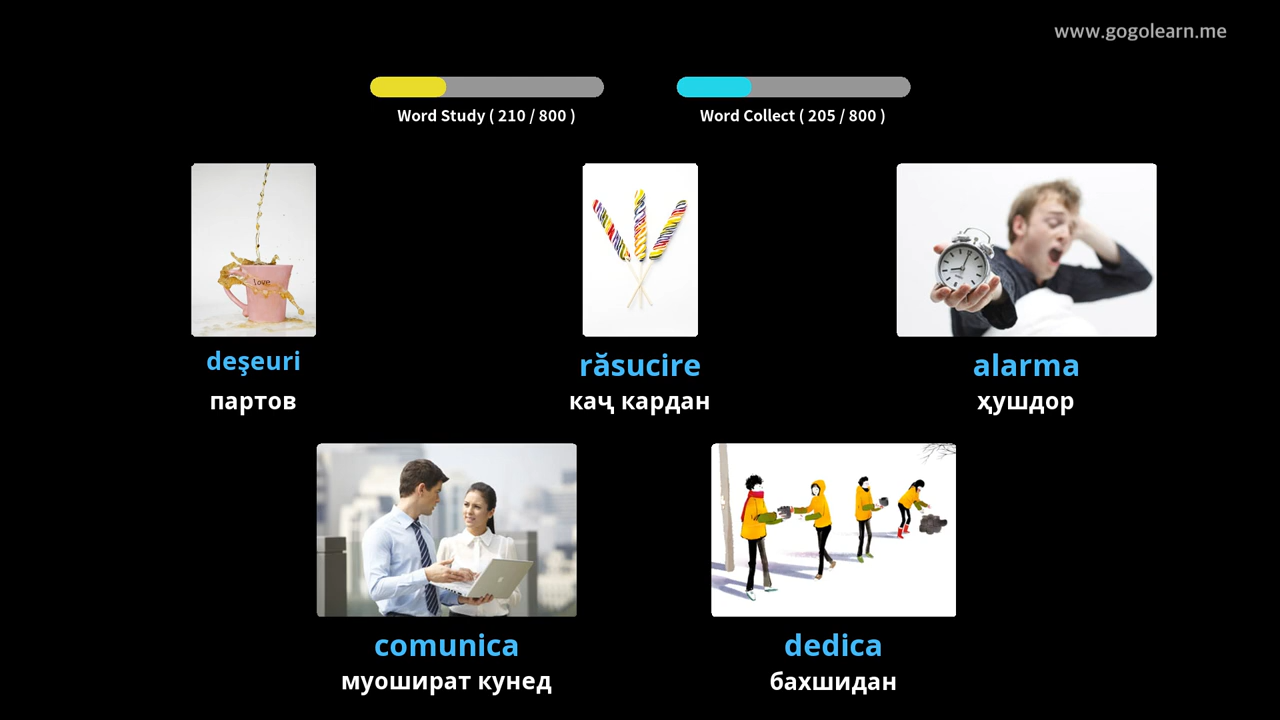 www.gogolearn.me
Word Study ( 210 / 800 )
Word Collect ( 205 / 800 )
love
deşeuri
răsucire
alarma
партов
каҷ кардан
ҳушдор
comunica
dedica
муошират кунед
бахшидан